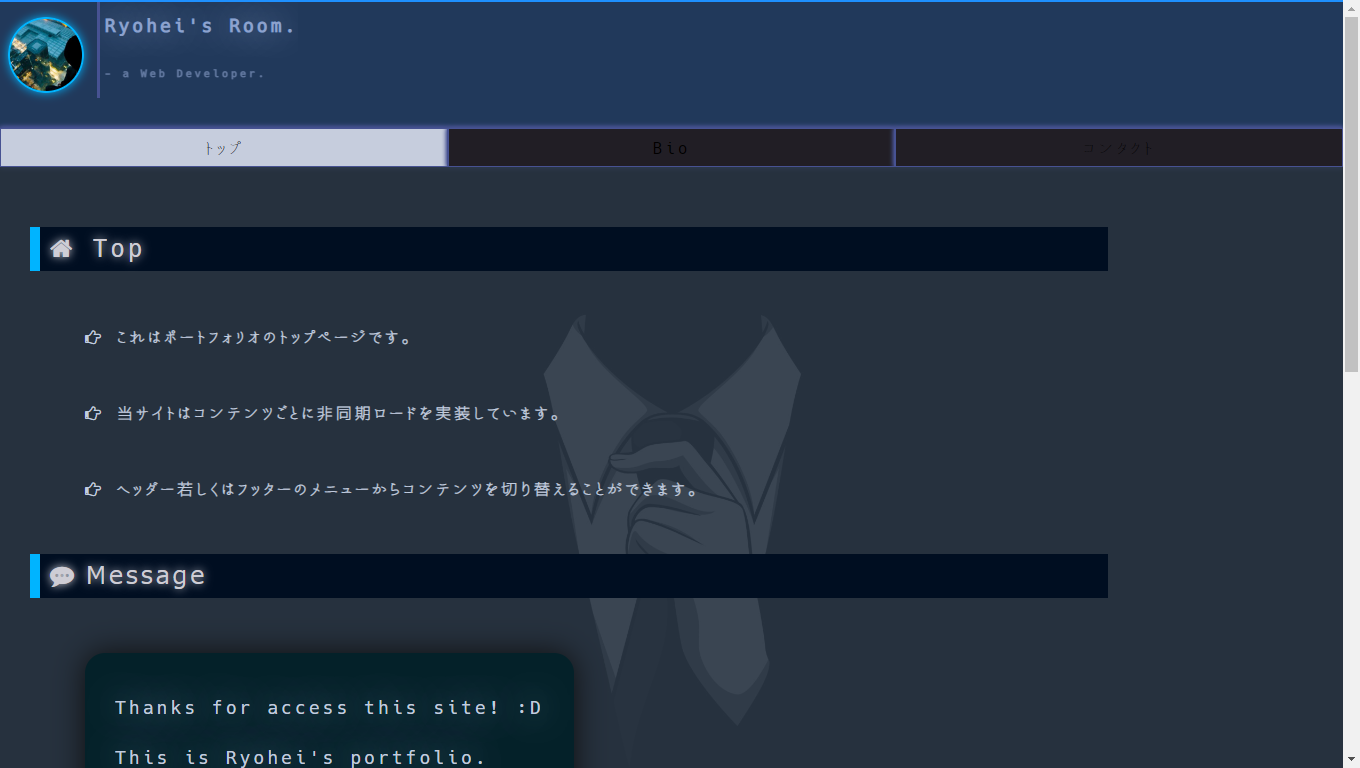 Ryohei's Room.
- a Web Developer.
トップ
Bio
コンタクト
Top
これはポートフォリオのトップページです。
当サイトはコンテンツごとに非同期ロードを実装しています。
ヘッダー若しくはフッターのメニューからコンテンツを切り替えることができます。
Message
Thanks for access this site! :D
This is Ryohei's portfolio.